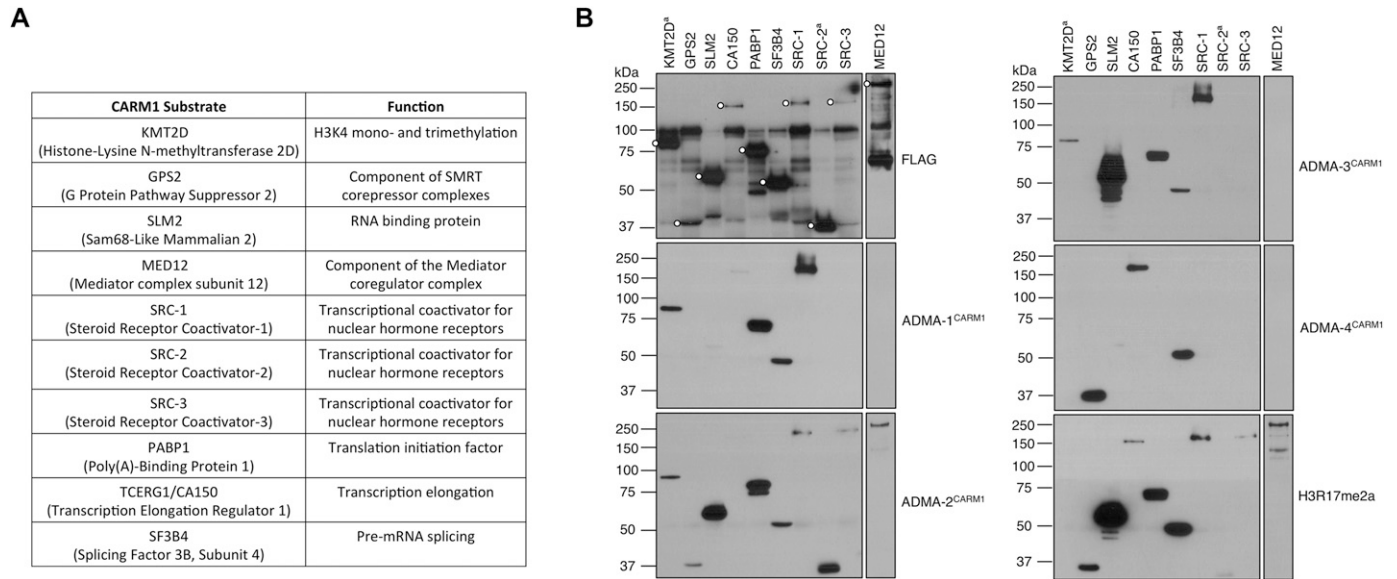 A
CARM1 Substrate Function
KMT2D
(Histone-Lysine N-methyltransferase 2D)
H3K4 mono- and trimethylation
GPS2
(G Protein Pathway Suppressor 2)
Component of SMRT
corepressor complexes
SLM2
(Sam68-Like Mammalian 2)
RNA binding protein
MED12
(Mediator complex subunit 12)
Component of the Mediator
coregulator complex
SRC-1
(Steroid Receptor Coactivator-1)
Transcriptional coactivator for
nuclear hormone receptors
SRC-2
(Steroid Receptor Coactivator-2)
Transcriptional coactivator for
nuclear hormone receptors
SRC-3
(Steroid Receptor Coactivator-3)
Transcriptional coactivator for
nuclear hormone receptors
PABP1
(Poly(A)-Binding Protein 1)
Translation initiation factor
TCERG1/CA150
(Transcription Elongation Regulator 1)
Transcription elongation
SF3B4
(Splicing Factor 3B, Subunit 4)
Pre-mRNA splicing
B
KMT2Dª
GPS2
SLM2
CA150
PABP1
SF3B4
SRC-1
SRC-2ª
SRC-3
MED12
kDa
250
150
100
75
50
37
FLAG
250
150
100
75
50
37
ADMA-1CARM1
250
150
100
75
50
37
ADMA-2CARM1
KMT2Dª
GPS2
SLM2
CA150
PABP1
SF3B4
SRC-1
SRC-2ª
SRC-3
MED12
kDa
250
150
100
75
50
37
ADMA-3CARM1
250
150
100
75
50
37
ADMA-4CARM1
250
150
100
75
50
37
H3R17me2a